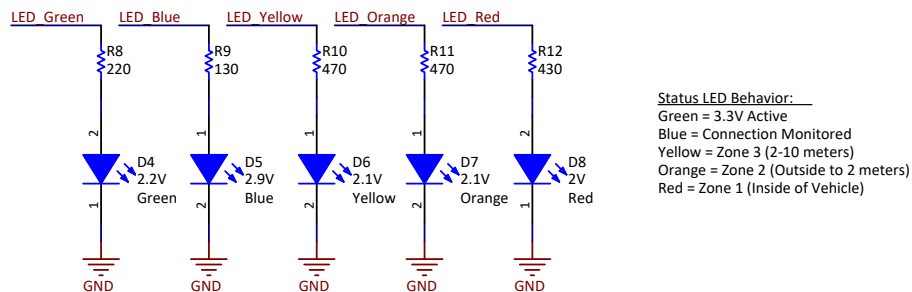 LED_Green LED_Blue LED_Yellow LED_Orange LED_Red
R8 R9 R10 R11 R12
220 130 470 470 430
2 1 1 1 2
D4 D5 D6 D7 D8
2.2V 2.9V 2.1V 2.1V 2V
Green Blue Yellow Orange Red
1 2 2 2 1
GND GND GND GND GND
Status LED Behavior:
Green = 3.3V Active
Blue = Connection Monitored
Yellow = Zone 3 (2-10 meters)
Orange = Zone 2 (Outside to 2 meters)
Red = Zone 1 (Inside of Vehicle)